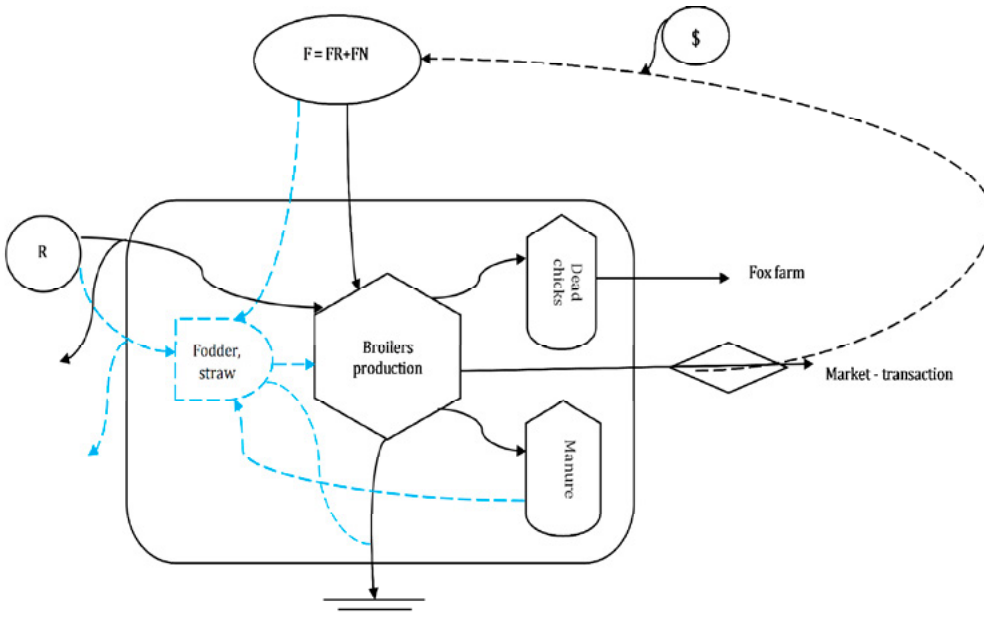 $
F = FR+FN
R
Dead
chicks
Fox farm
Fodder,
straw
Broilers
production
Market - transaction
Manure